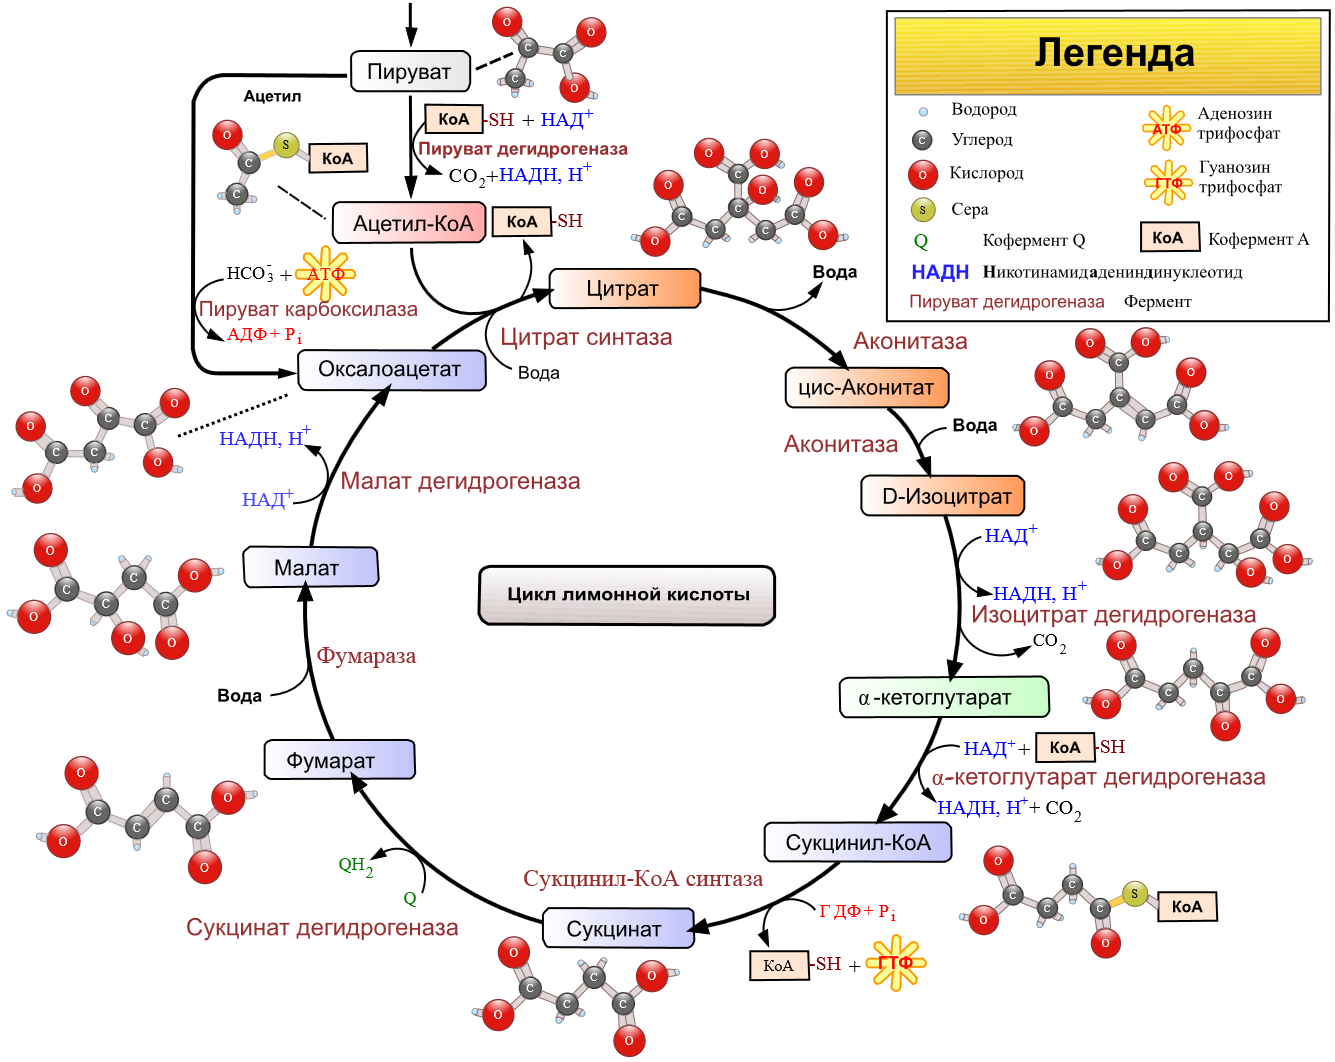 Пируват
Ацетил
КоА-SH + НАД+
Пируват дегидрогеназа
CO2+НАДН, Н+
S
КоА
Ацетил-КоА
КоА-SH
HCO3- + АТФ
Пируват карбоксилаза
АДФ + Pi
Цитрат
Вода
Цитрат синтаза
Вода
Оксалоацетат
Аконитаза
цис-Аконитат
Вода
Аконитаза
D-Изоцитрат
НАД+
НАДН, Н+
Изоцитрат дегидрогеназа
CO2
α-кетоглутарат
НАД+ + КоА-SH
α-кетоглутарат дегидрогеназа
НАДН, Н+ + CO2
Сукцинил-КоА
S
КоА
Сукцинил-КоА синтаза
ГДФ + Pi
КоА-SH + ГТФ
Сукцинат
QH2
Q
Сукцинат дегидрогеназа
Фумарат
Вода
Фумараза
Малат
НАДН, Н+
НАД+
Малат дегидрогеназа
Цикл лимонной кислоты
Легенда
Водород
C Углерод
O Кислород
S Сера
Q Кофермент Q
НАДН Никотинамидадениндинуклеотид
Пируват дегидрогеназа Фермент
АТФ Аденозин
трифосфат
ГТФ Гуанозин
трифосфат
КоА Кофермент А